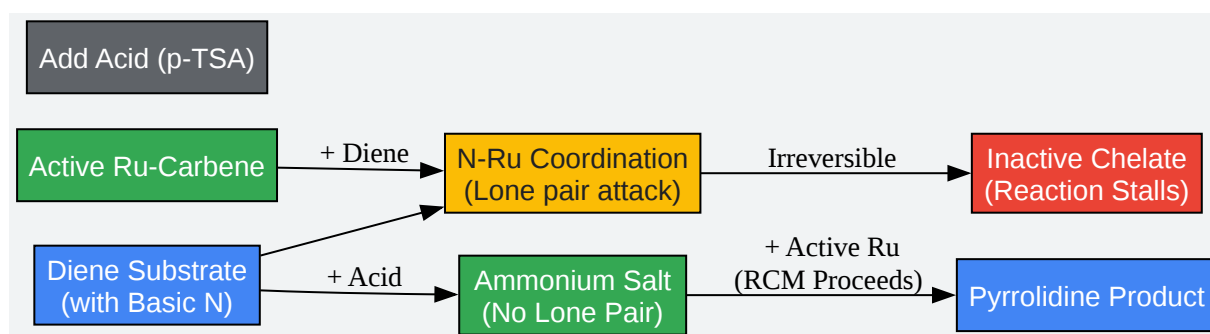 Add Acid (p-TSA)
Active Ru-Carbene
+ Diene
N-Ru Coordination
(Lone pair attack)
Irreversible
Inactive Chelate
(Reaction Stalls)
Diene Substrate
(with Basic N)
+ Acid
Ammonium Salt
(No Lone Pair)
+ Active Ru
(RCM Proceeds)
Pyrrolidine Product